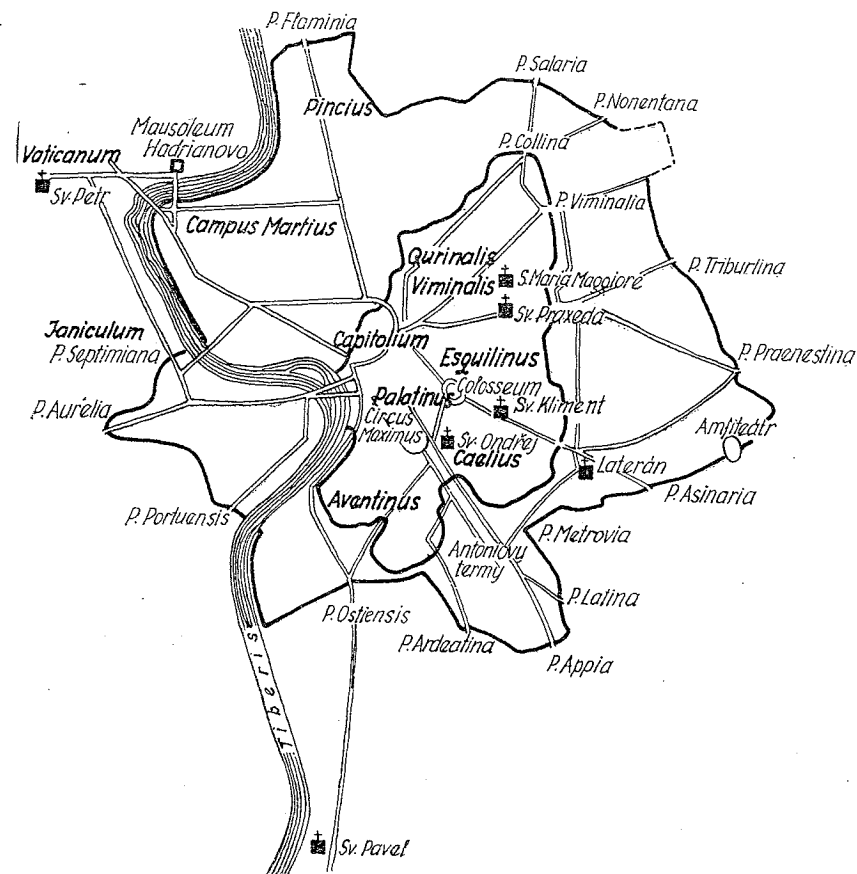 P. Flaminia
P. Salaria
P. Nonentana
Pincius
Mausoleum
Hadrianovo
P. Collina
Vaticanum
Sv. Petr
P. Viminalia
Campus Martius
Qurinalis
Viminalis
S. Maria Maggiore
P. Triburtina
Sv. Praxeda
Janiculum
P. Septimiana
Capitolium
Esquilinus
Colosseum
P. Praenestina
P. Aurelia
Palatinus
Sv. Kliment
Circus
Maximus
Sv. Ondřej
Caelius
Amfiteátr
Laterán
P. Asinaria
Aventinus
P. Portuensis
P. Metrovia
Antoniovy
termy
P. Latina
P. Ostiensis
P. Ardeatina
P. Appia
Tiberis
Sv. Pavel